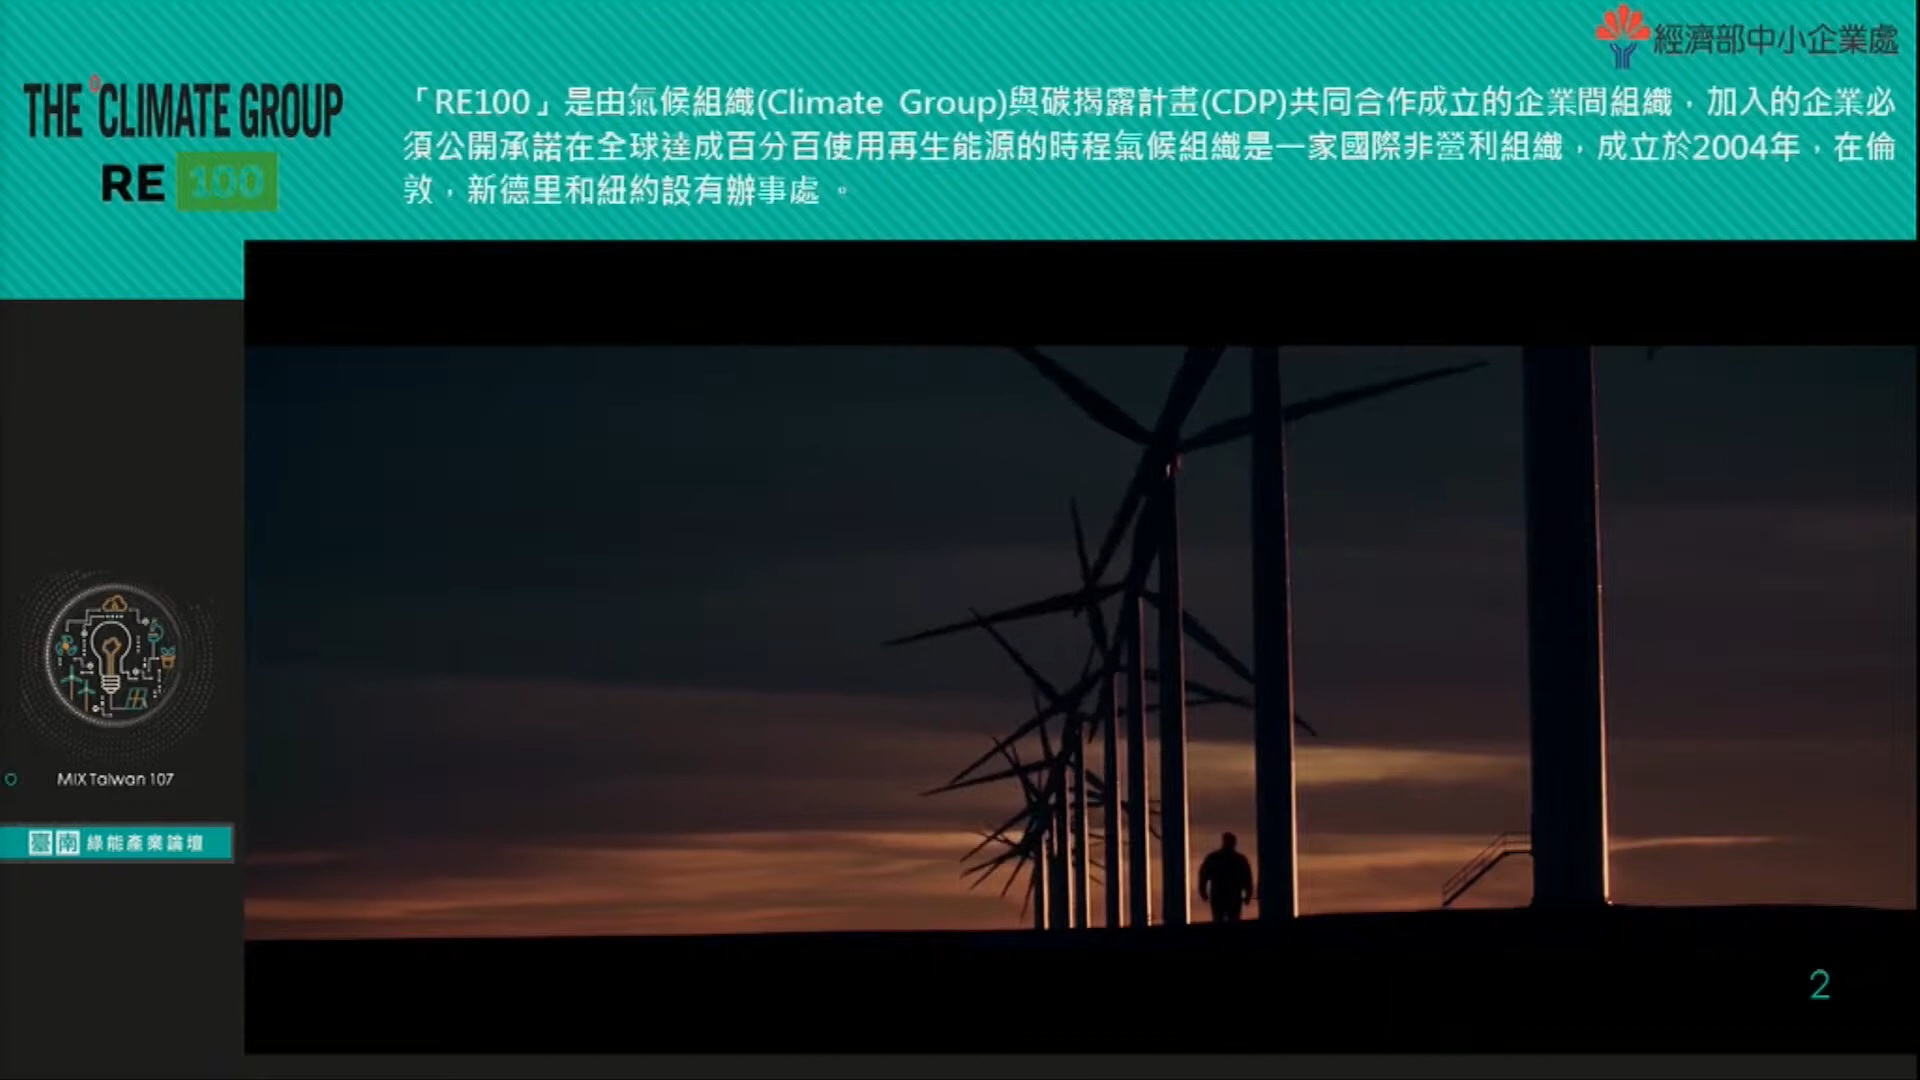 經濟部中小企業處
THE °CLIMATE GROUP
RE 100
「RE100」是由氣候組織(Climate Group)與碳揭露計畫(CDP)共同合作成立的企業間組織，加入的企業必
須公開承諾在全球達成百分百使用再生能源的時程氣候組織是一家國際非營利組織，成立於2004年，在倫
敦，新德里和紐約設有辦事處。
MIX Taiwan 107
臺南 綠能產業論壇
2